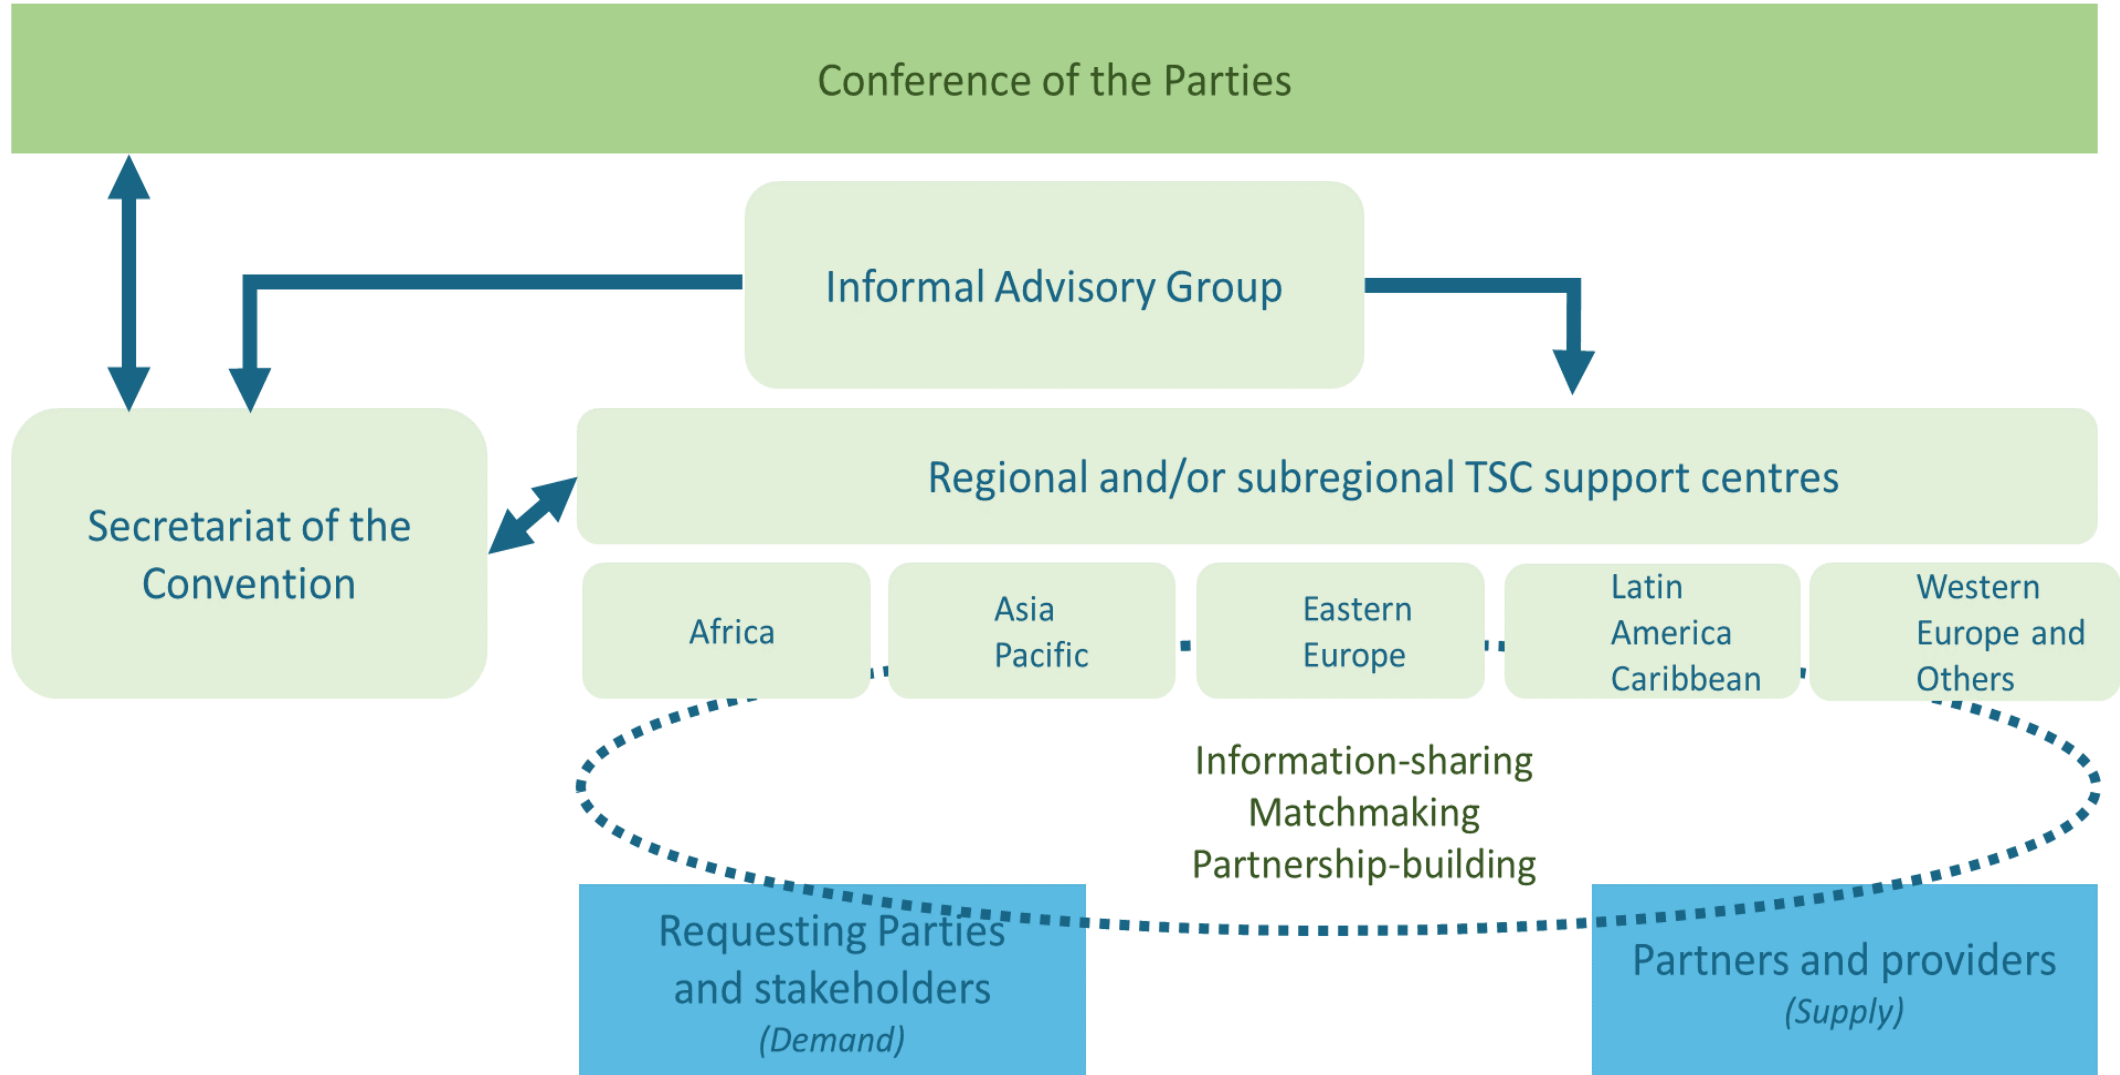 Conference of the Parties
Informal Advisory Group
Secretariat of the
Convention
Regional and/or subregional TSC support centres
Africa
Asia
Pacific
Eastern
Europe
Latin
America
Caribbean
Western
Europe and
Others
Information-sharing
Matchmaking
Partnership-building
Requesting Parties
and stakeholders
(Demand)
Partners and providers
(Supply)